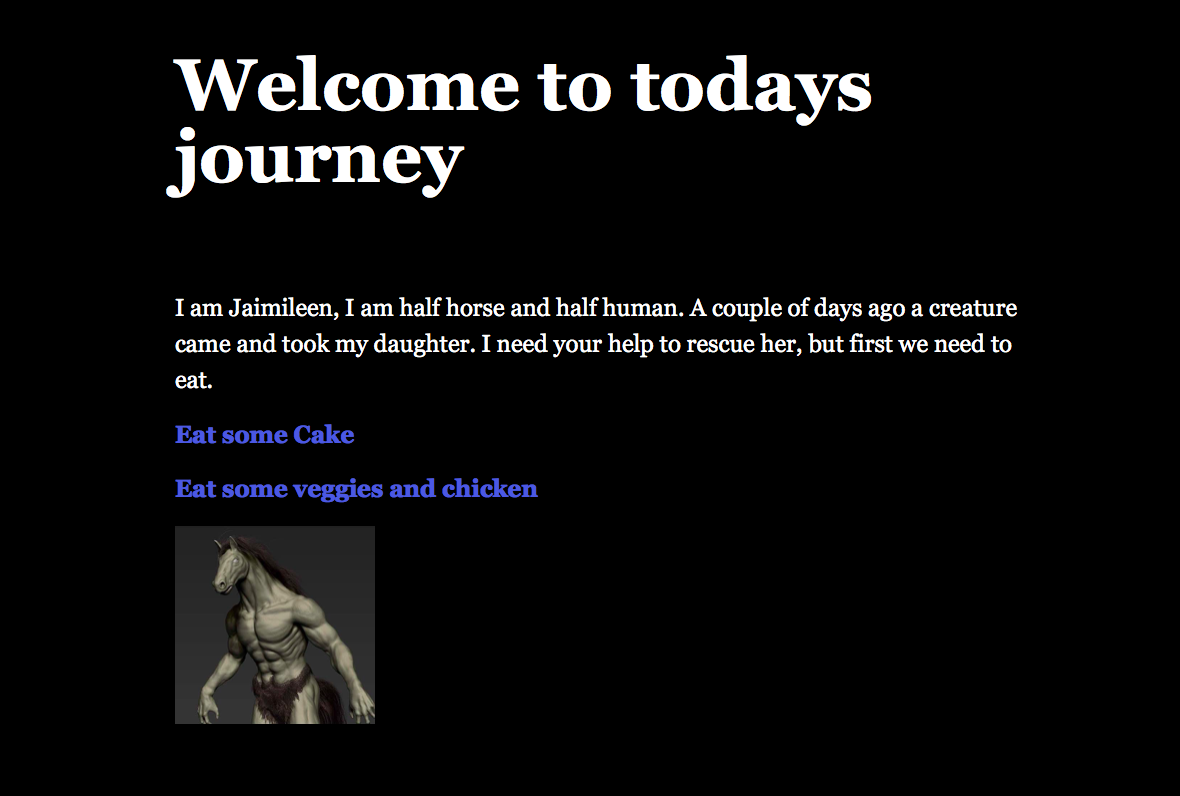 Welcome to todays
journey
I am Jaimileen, I am half horse and half human. A couple of days ago a creature
came and took my daughter. I need your help to rescue her, but first we need to
eat.
Eat some Cake
Eat some veggies and chicken